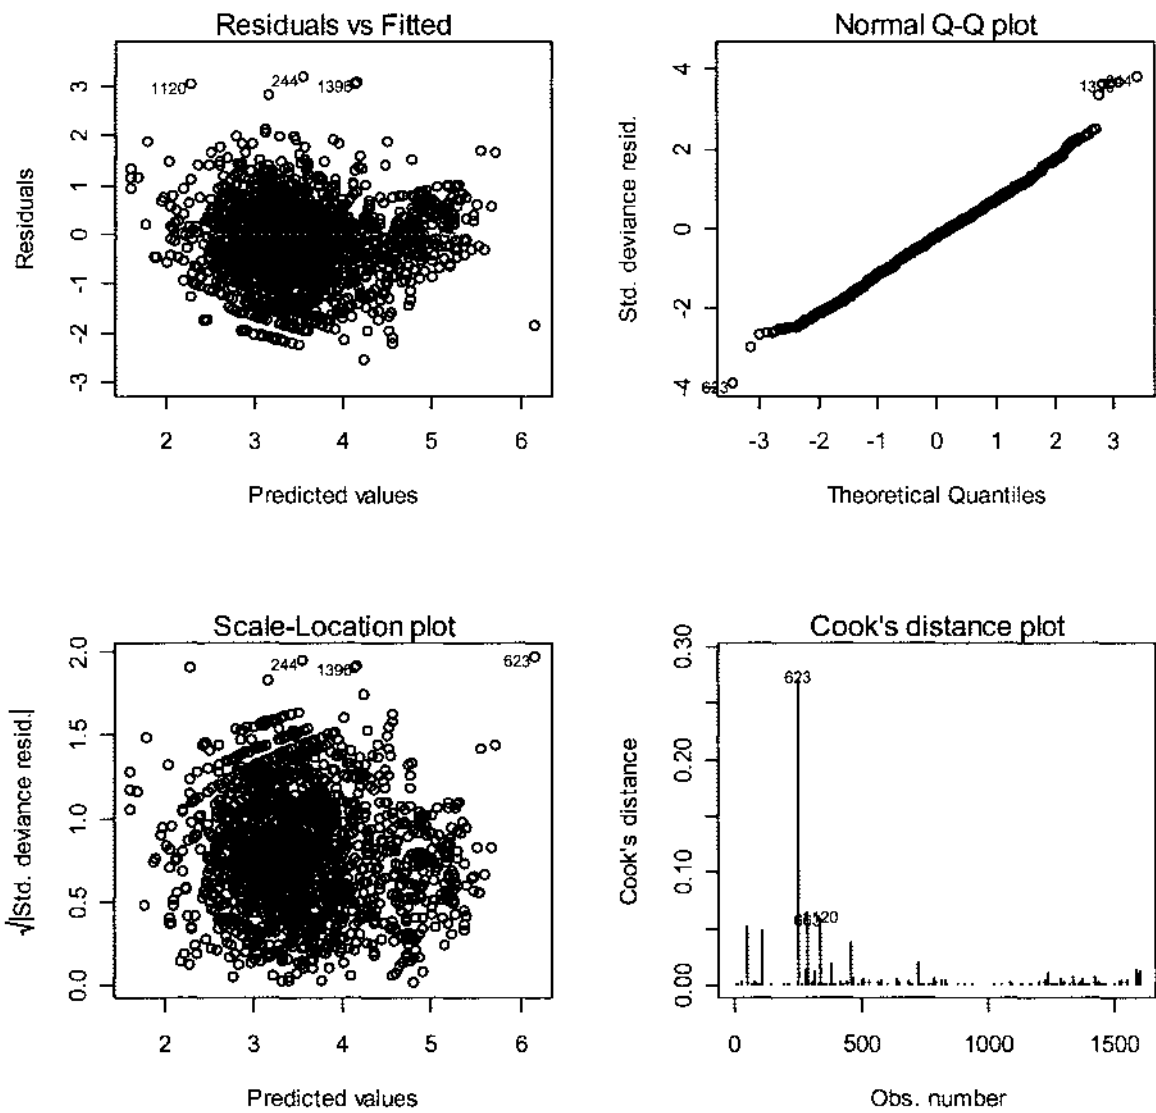 Residuals vs Fitted
Residuals
3
2
1
0
-1
-2
-3
1120
244
1396
2 3 4 5 6
Predicted values
Normal Q-Q plot
Std. deviance resid.
4
2
0
-2
-4
623
-3 -2 -1 0 1 2 3
Theoretical Quantiles
Scale-Location plot
√|Std. deviance resid.|
2.0
1.5
1.0
0.5
0.0
244
1396
623
2 3 4 5 6
Predicted values
Cook's distance plot
Cook's distance
0.30
0.20
0.10
0.00
623
1120
0 500 1000 1500
Obs. number